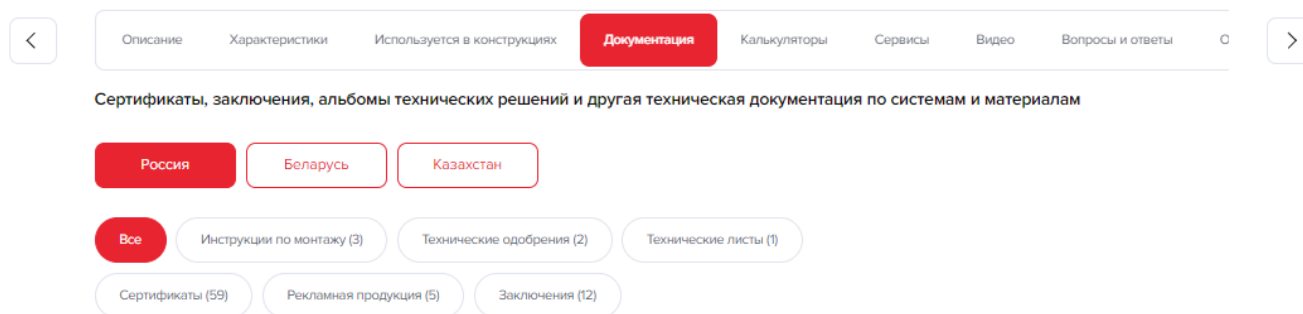 Описание Характеристики Используется в конструкциях Документация Калькуляторы Сервисы Видео Вопросы и ответы
Сертификаты, заключения, альбомы технических решений и другая техническая документация по системам и материалам
Россия Беларусь Казахстан
Все Инструкции по монтажу (3) Технические одобрения (2) Технические листы (1)
Сертификаты (59) Рекламная продукция (5) Заключения (12)